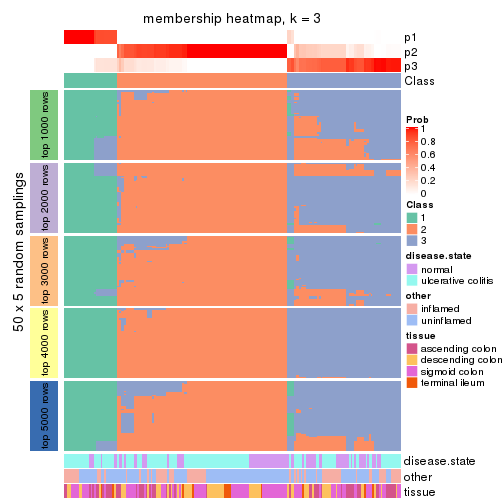 membership heatmap, k = 3
p1
p2
p3
Class
50 x 5 random samplings
top 1000 rows
top 2000 rows
top 3000 rows
top 4000 rows
top 5000 rows
disease.state
other
tissue
Prob
1
0.8
0.6
0.4
0.2
0
Class
1
2
3
disease.state
normal
ulcerative colitis
other
inflamed
uninflamed
tissue
ascending colon
descending colon
sigmoid colon
terminal ileum